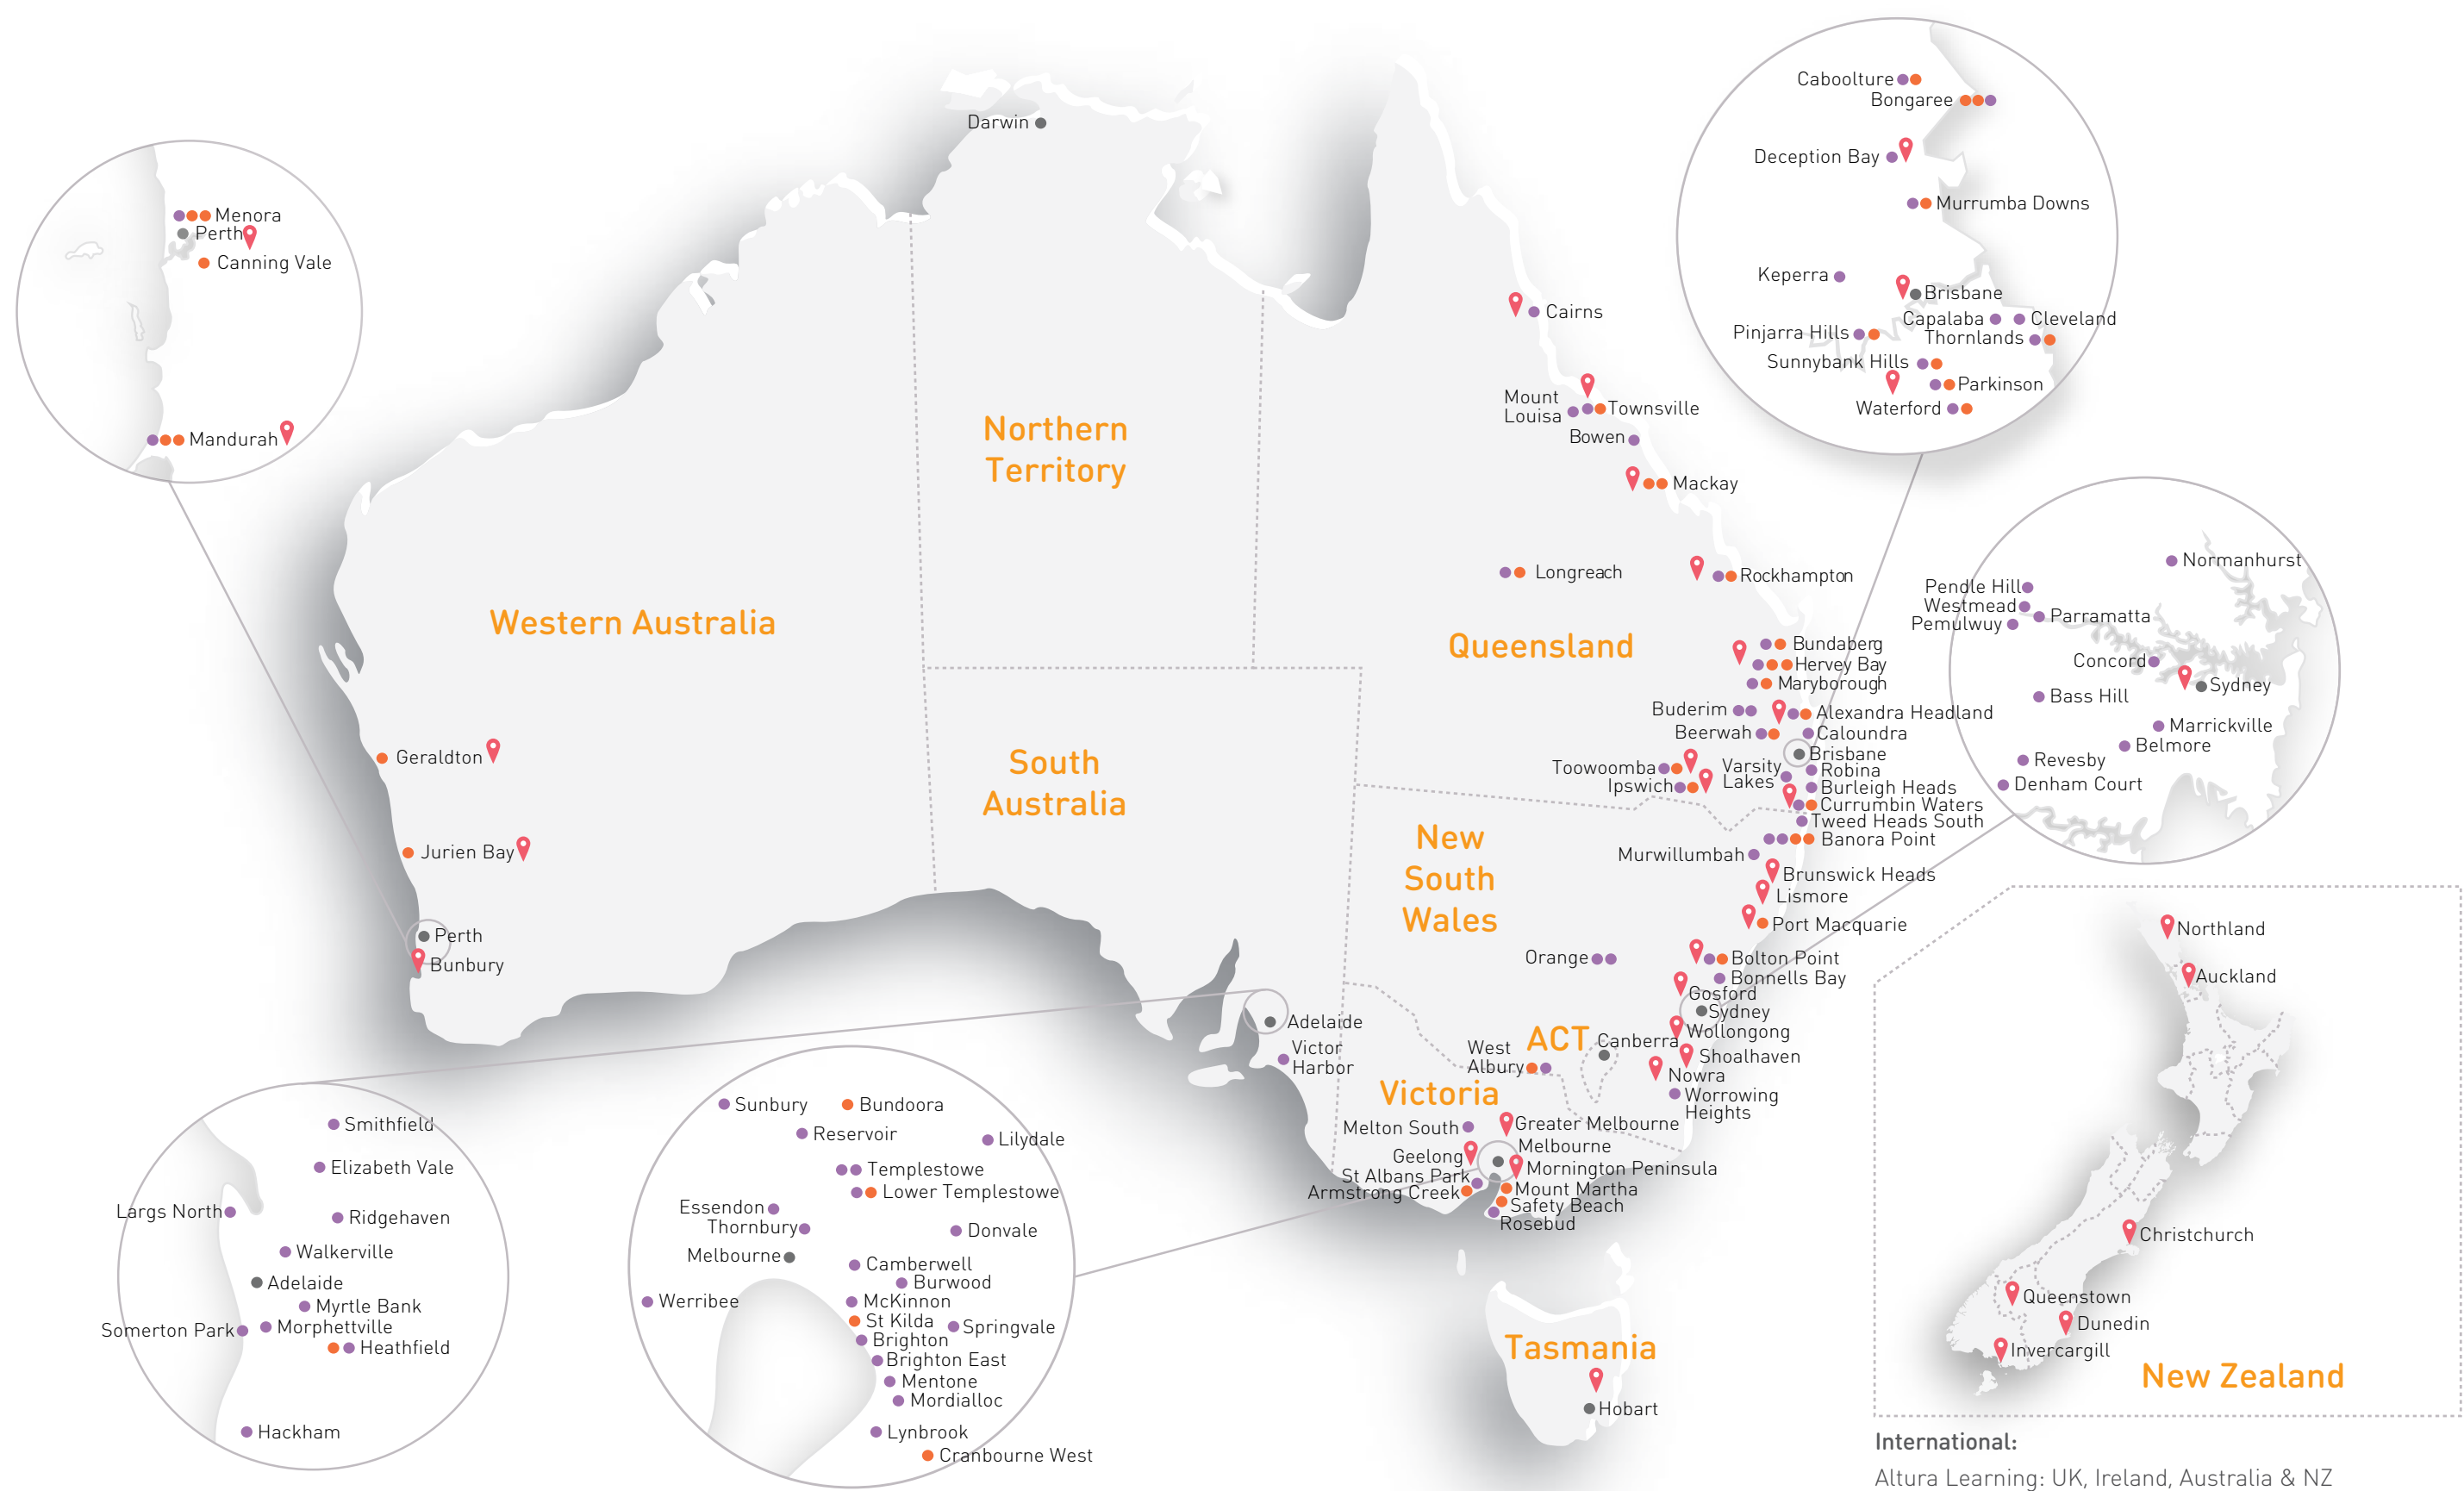 Darwin
Menora
Perth
Canning Vale
Mandurah
Caboolture
Bongaree
Deception Bay
Murrumba Downs
Keperra
Brisbane
Capalaba
Cleveland
Pinjarra Hills
Thornlands
Sunnybank Hills
Parkinson
Waterford
Cairns
Mount
Louisa
Townsville
Bowen
Mackay
Northern
Territory
Longreach
Rockhampton
Western Australia
Queensland
Bundaberg
Hervey Bay
Maryborough
Buderim
Alexandra Headland
Beerwah
Caloundra
Brisbane
Toowoomba
Varsity
Lakes
Robina
Ipswich
Burleigh Heads
Currumbin Waters
Tweed Heads South
Banora Point
Murwillumbah
Brunswick Heads
Lismore
Port Macquarie
Normanhurst
Pendle Hill
Westmead
Parramatta
Pemulwuy
Concord
Sydney
Bass Hill
Marrickville
Belmore
Revesby
Denham Court
Geraldton
Jurien Bay
Perth
Bunbury
South
Australia
New
South
Wales
Orange
Bolton Point
Bonnells Bay
Gosford
Sydney
Wollongong
ACT
Canberra
Shoalhaven
Nowra
Worrowing
Heights
West
Albury
Adelaide
Victor
Harbor
Victoria
Melton South
Greater Melbourne
Melbourne
Geelong
Mornington Peninsula
St Albans Park
Armstrong Creek
Mount Martha
Safety Beach
Rosebud
Smithfield
Elizabeth Vale
Largs North
Ridgehaven
Walkerville
Adelaide
Myrtle Bank
Somerton Park
Morphettville
Heathfield
Hackham
Sunbury
Bundoora
Reservoir
Lilydale
Templestowe
Lower Templestowe
Essendon
Thornbury
Donvale
Melbourne
Camberwell
Burwood
Werribee
McKinnon
St Kilda
Springvale
Brighton
Brighton East
Mentone
Mordialloc
Lynbrook
Cranbourne West
Tasmania
Hobart
Northland
Auckland
Christchurch
Queenstown
Dunedin
Invercargill
New Zealand
International:
Altura Learning: UK, Ireland, Australia & NZ